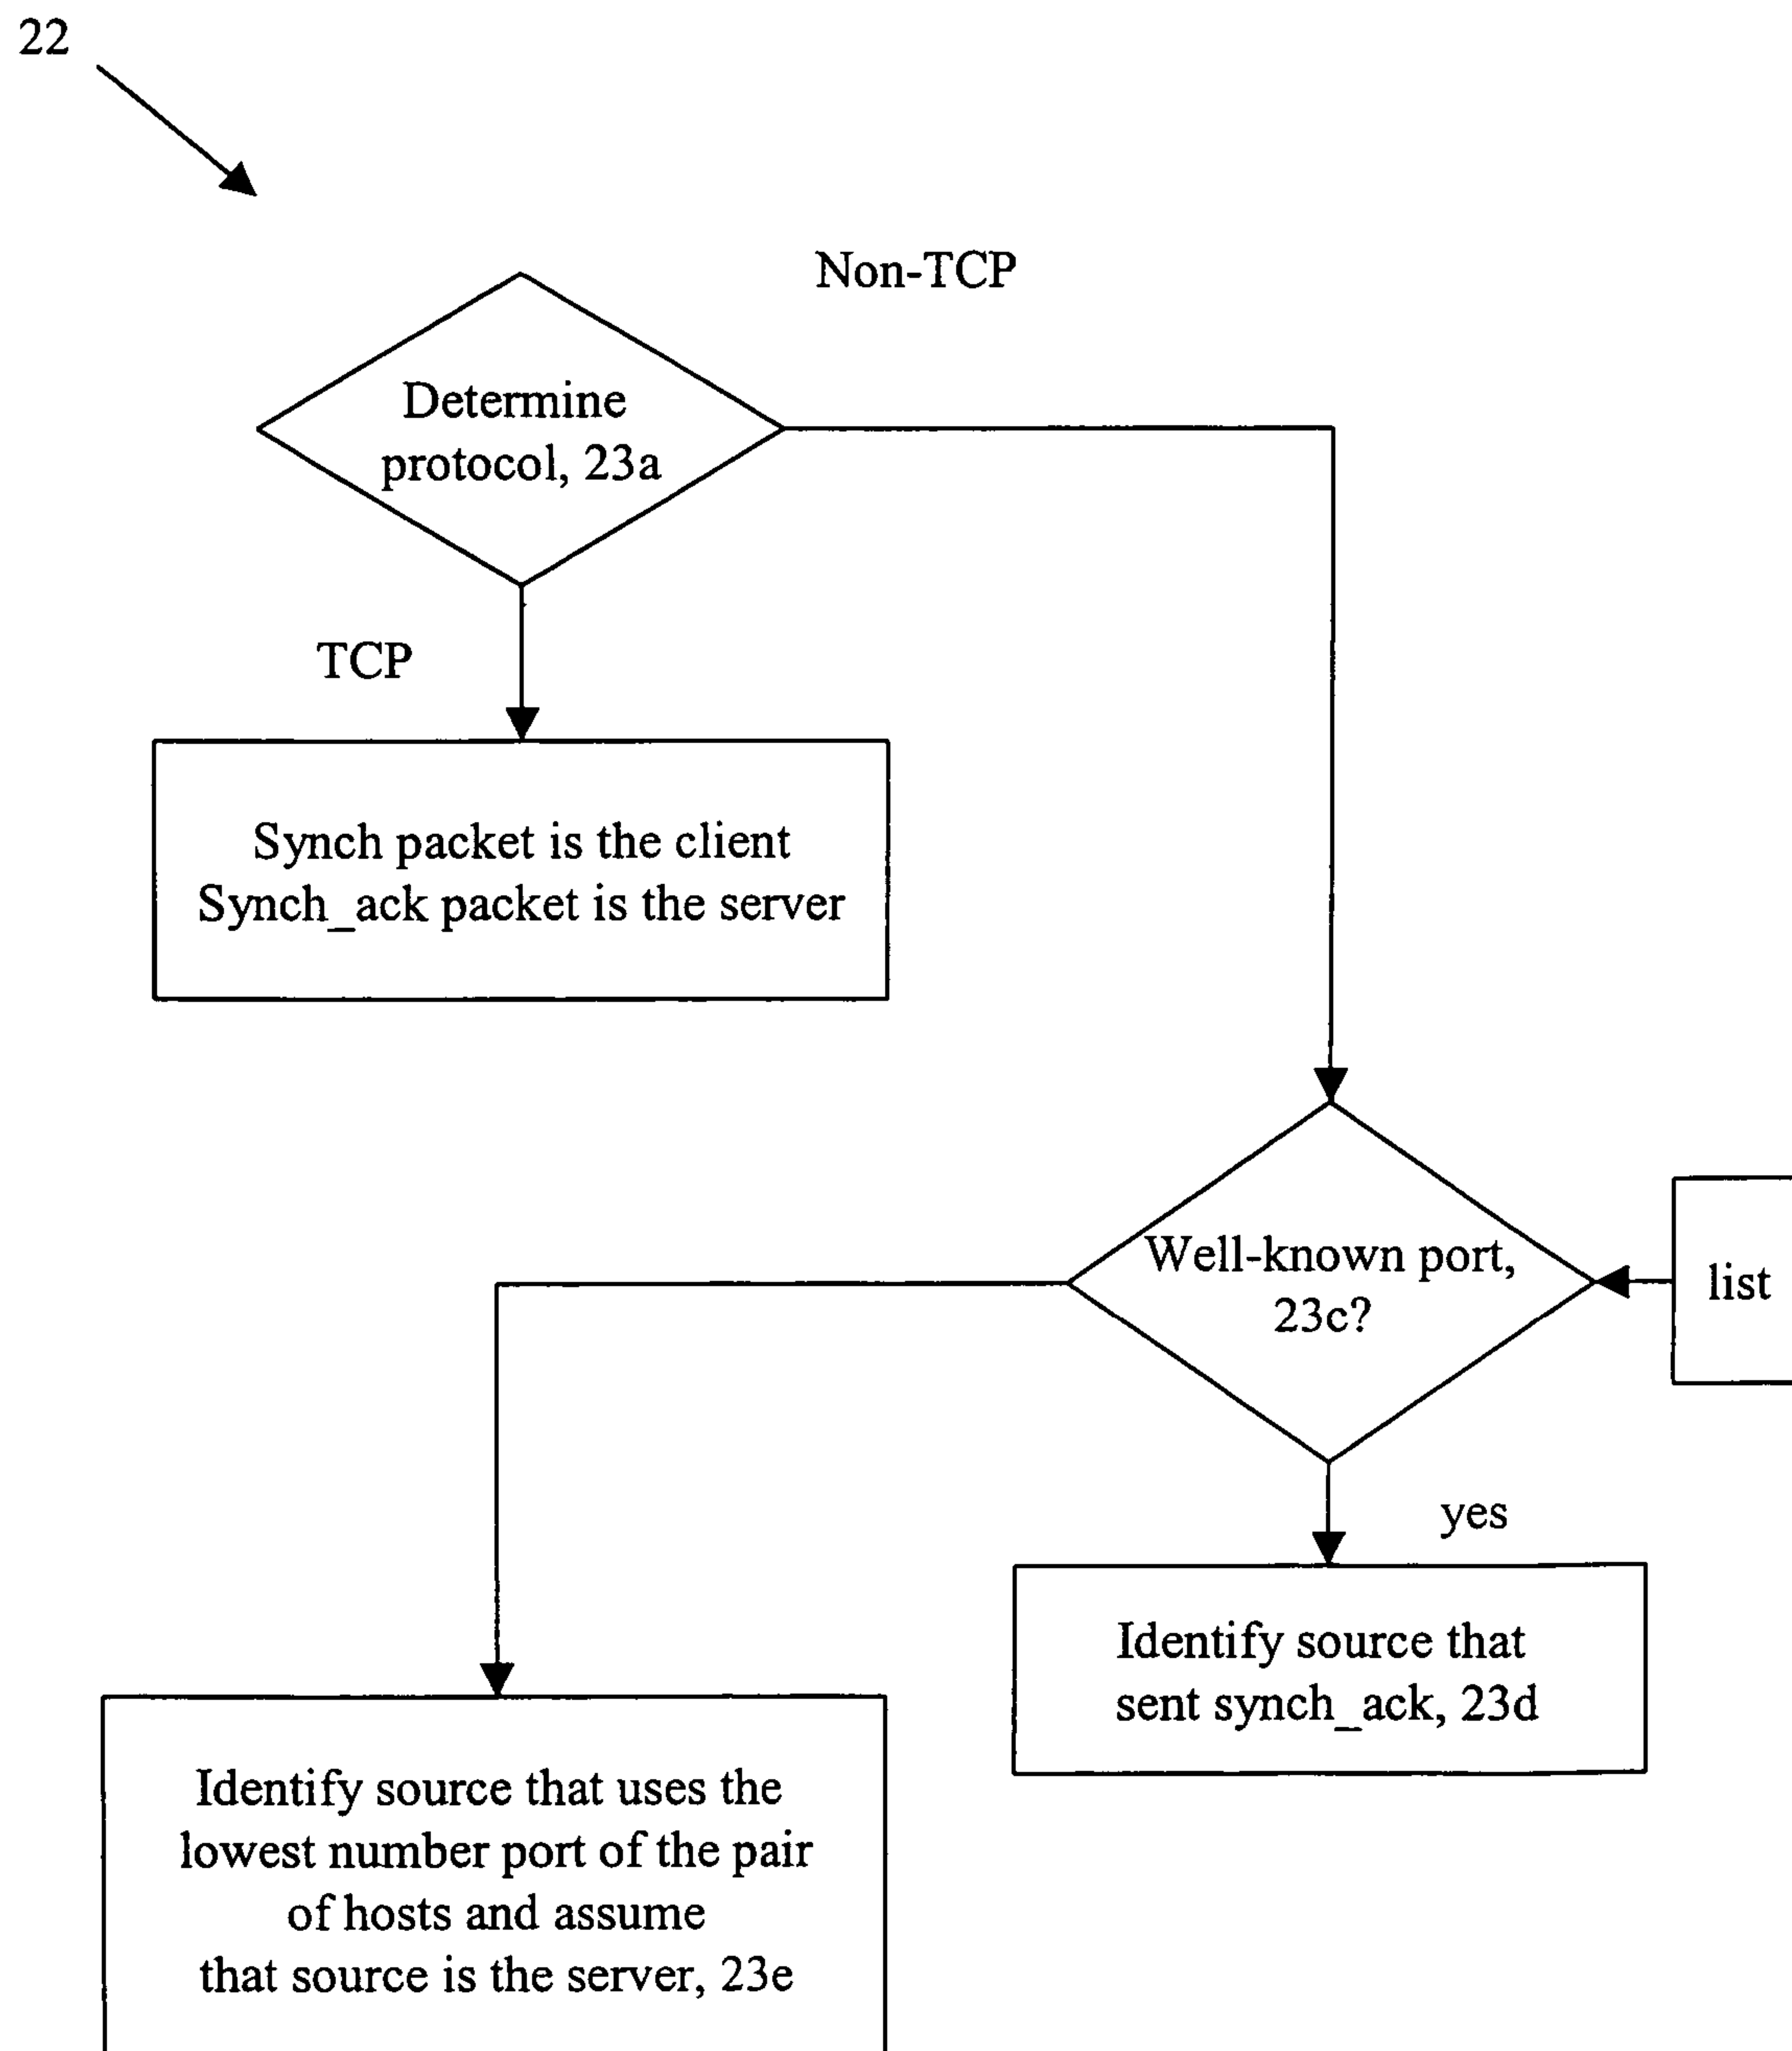 22
Non-TCP
Determine
protocol, 23a
TCP
Synch packet is the client
Synch_ack packet is the server
Well-known port,
23c?
list
yes
Identify source that
sent synch_ack, 23d
Identify source that uses the
lowest number port of the pair
of hosts and assume
that source is the server, 23e